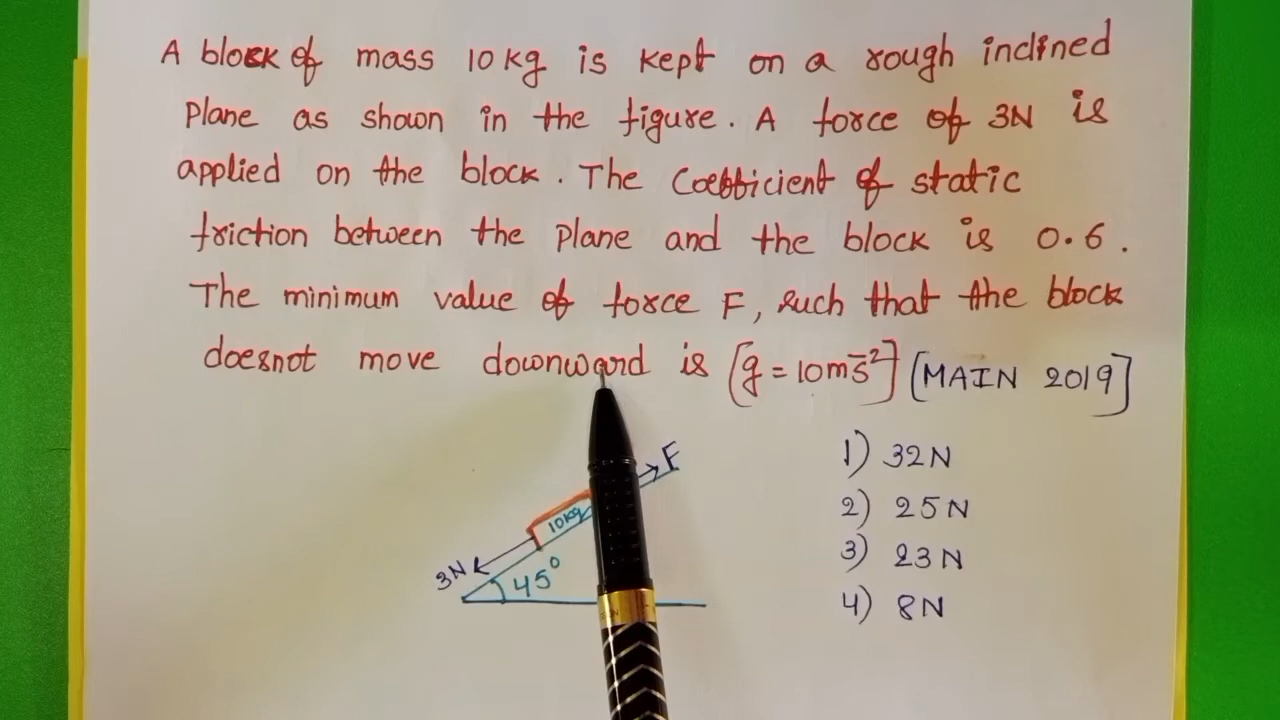 A block of mass 10 kg is kept on a rough inclined
plane as shown in the figure. A force of 3N is
applied on the block. The Coefficient of static
friction between the plane and the block is 0.6.
The minimum value of force F, such that the block
doesnot move downward is [g = 10ms⁻²] [MAIN 2019]
F
10kg
3N
45°
1) 32N
2) 25N
3) 23N
4) 8N